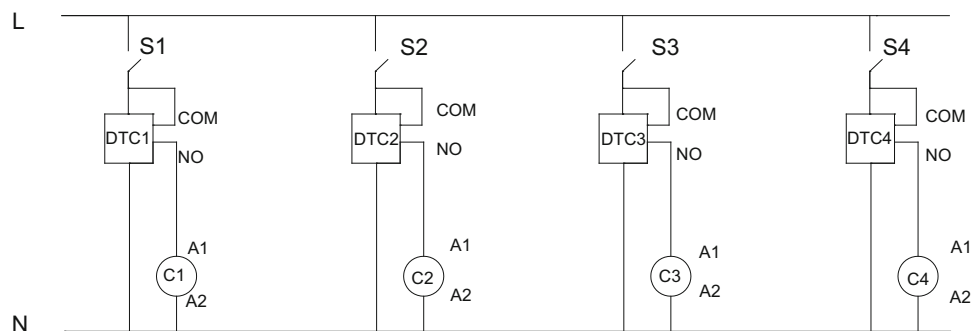 L
S1 S2 S3 S4
COM COM COM COM
DTC1 DTC2 DTC3 DTC4
NO NO NO NO
A1 A1 A1 A1
C1 C2 C3 C4
A2 A2 A2 A2
N